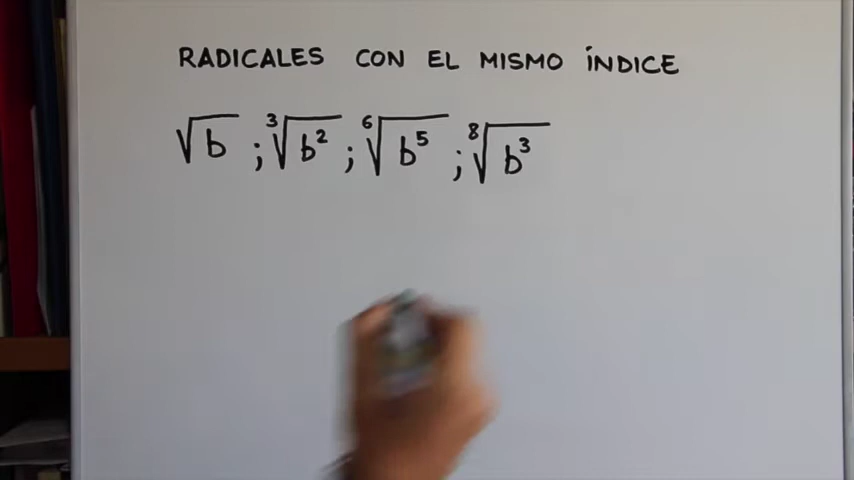 RADICALES CON EL MISMO ÍNDICE
√b ; ∛b² ; ⁶√b⁵ ; ⁸√b³